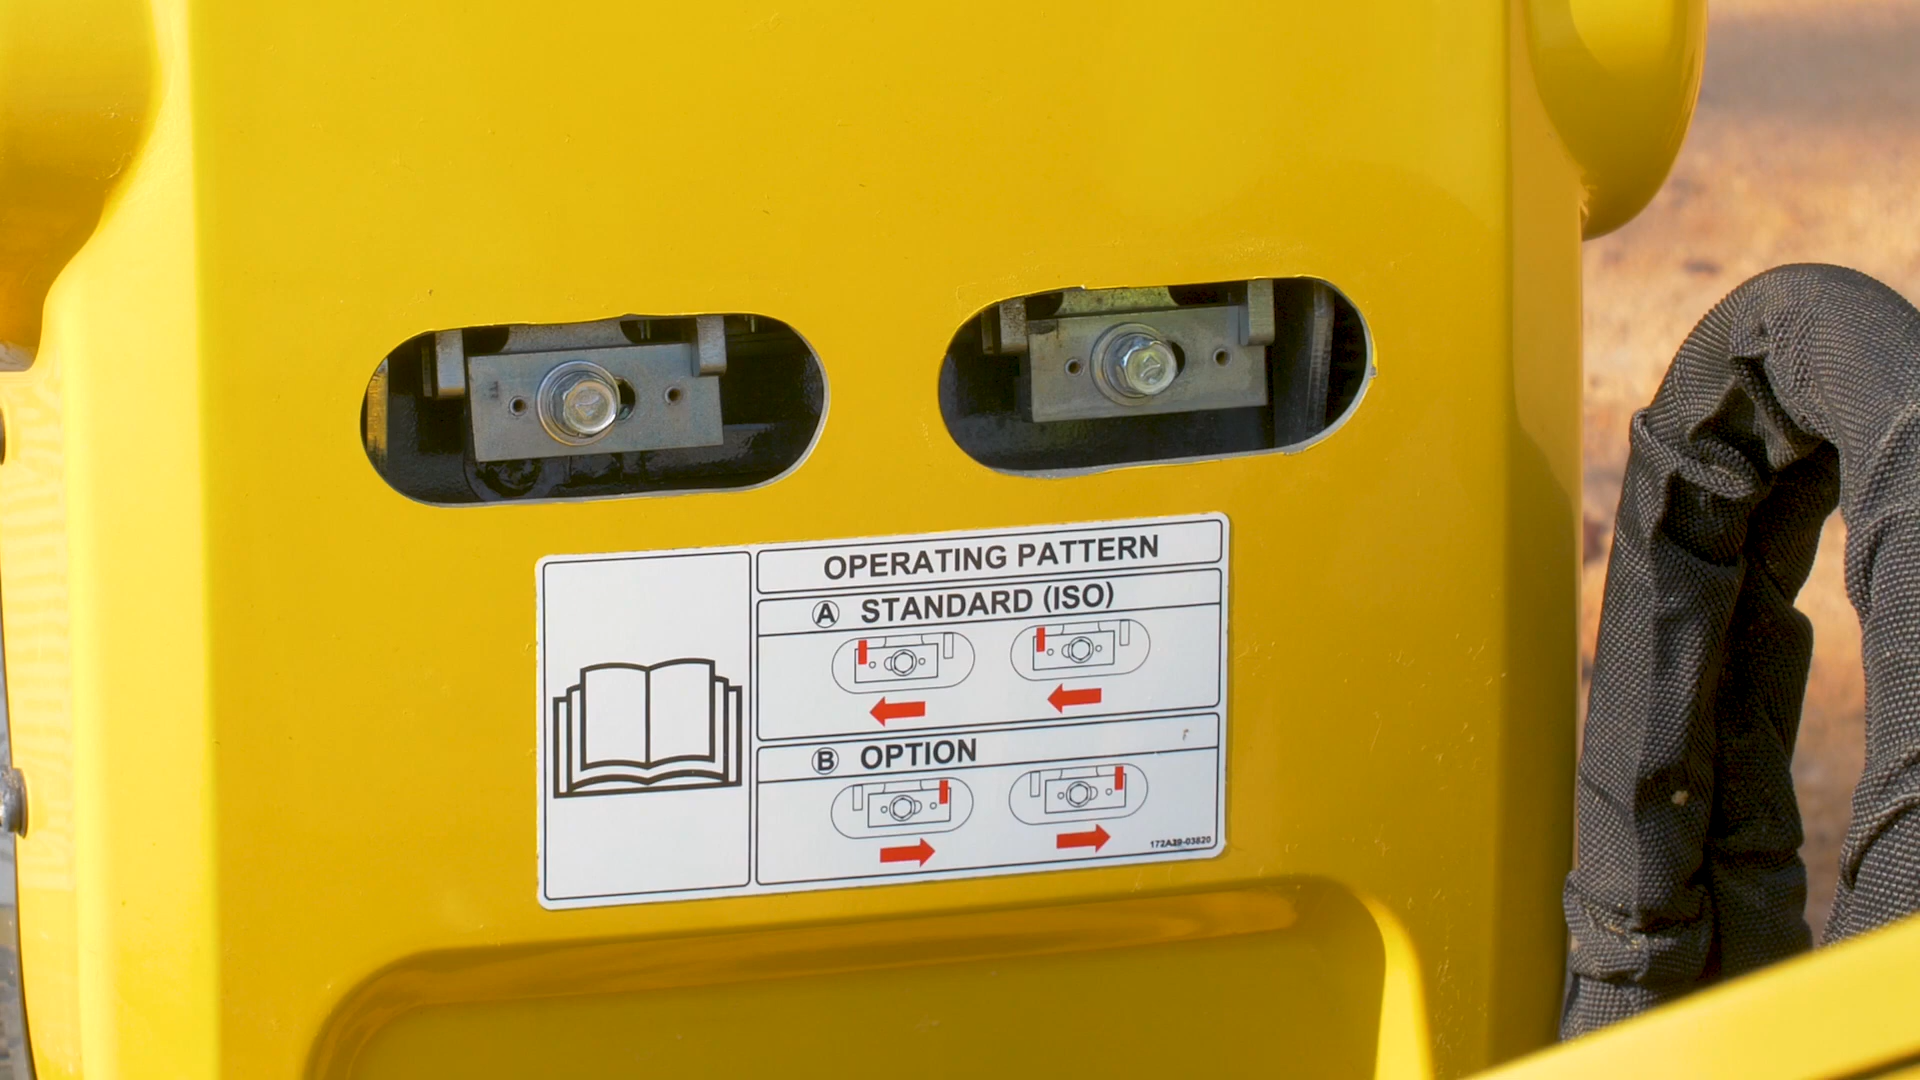 OPERATING PATTERN
A STANDARD (ISO)
B OPTION
172A39-03820